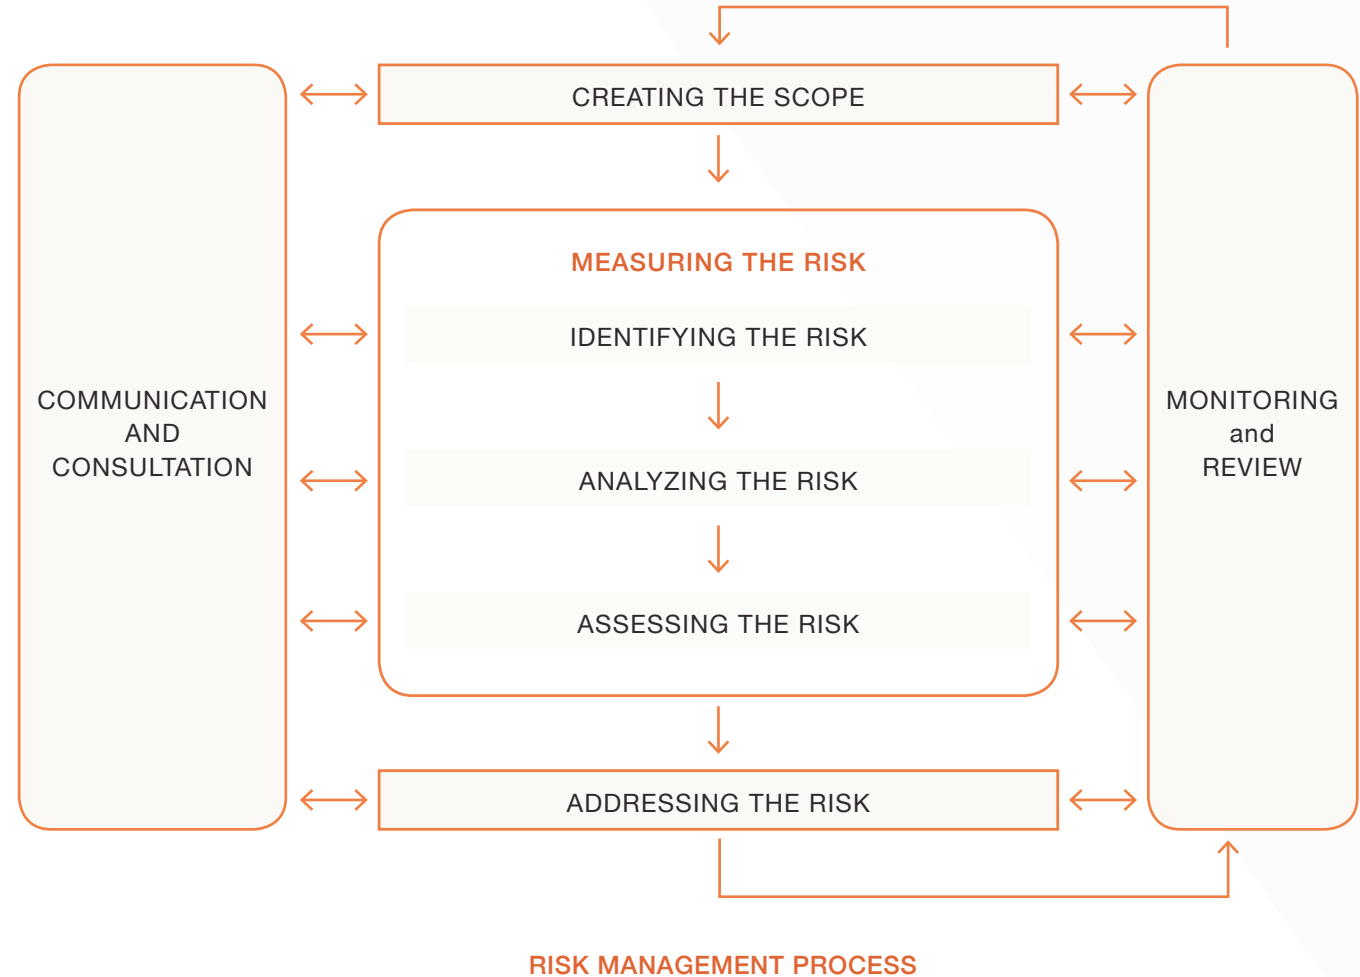 CREATING THE SCOPE
MEASURING THE RISK
IDENTIFYING THE RISK
COMMUNICATION
AND
CONSULTATION
ANALYZING THE RISK
MONITORING
and
REVIEW
ASSESSING THE RISK
ADDRESSING THE RISK
RISK MANAGEMENT PROCESS